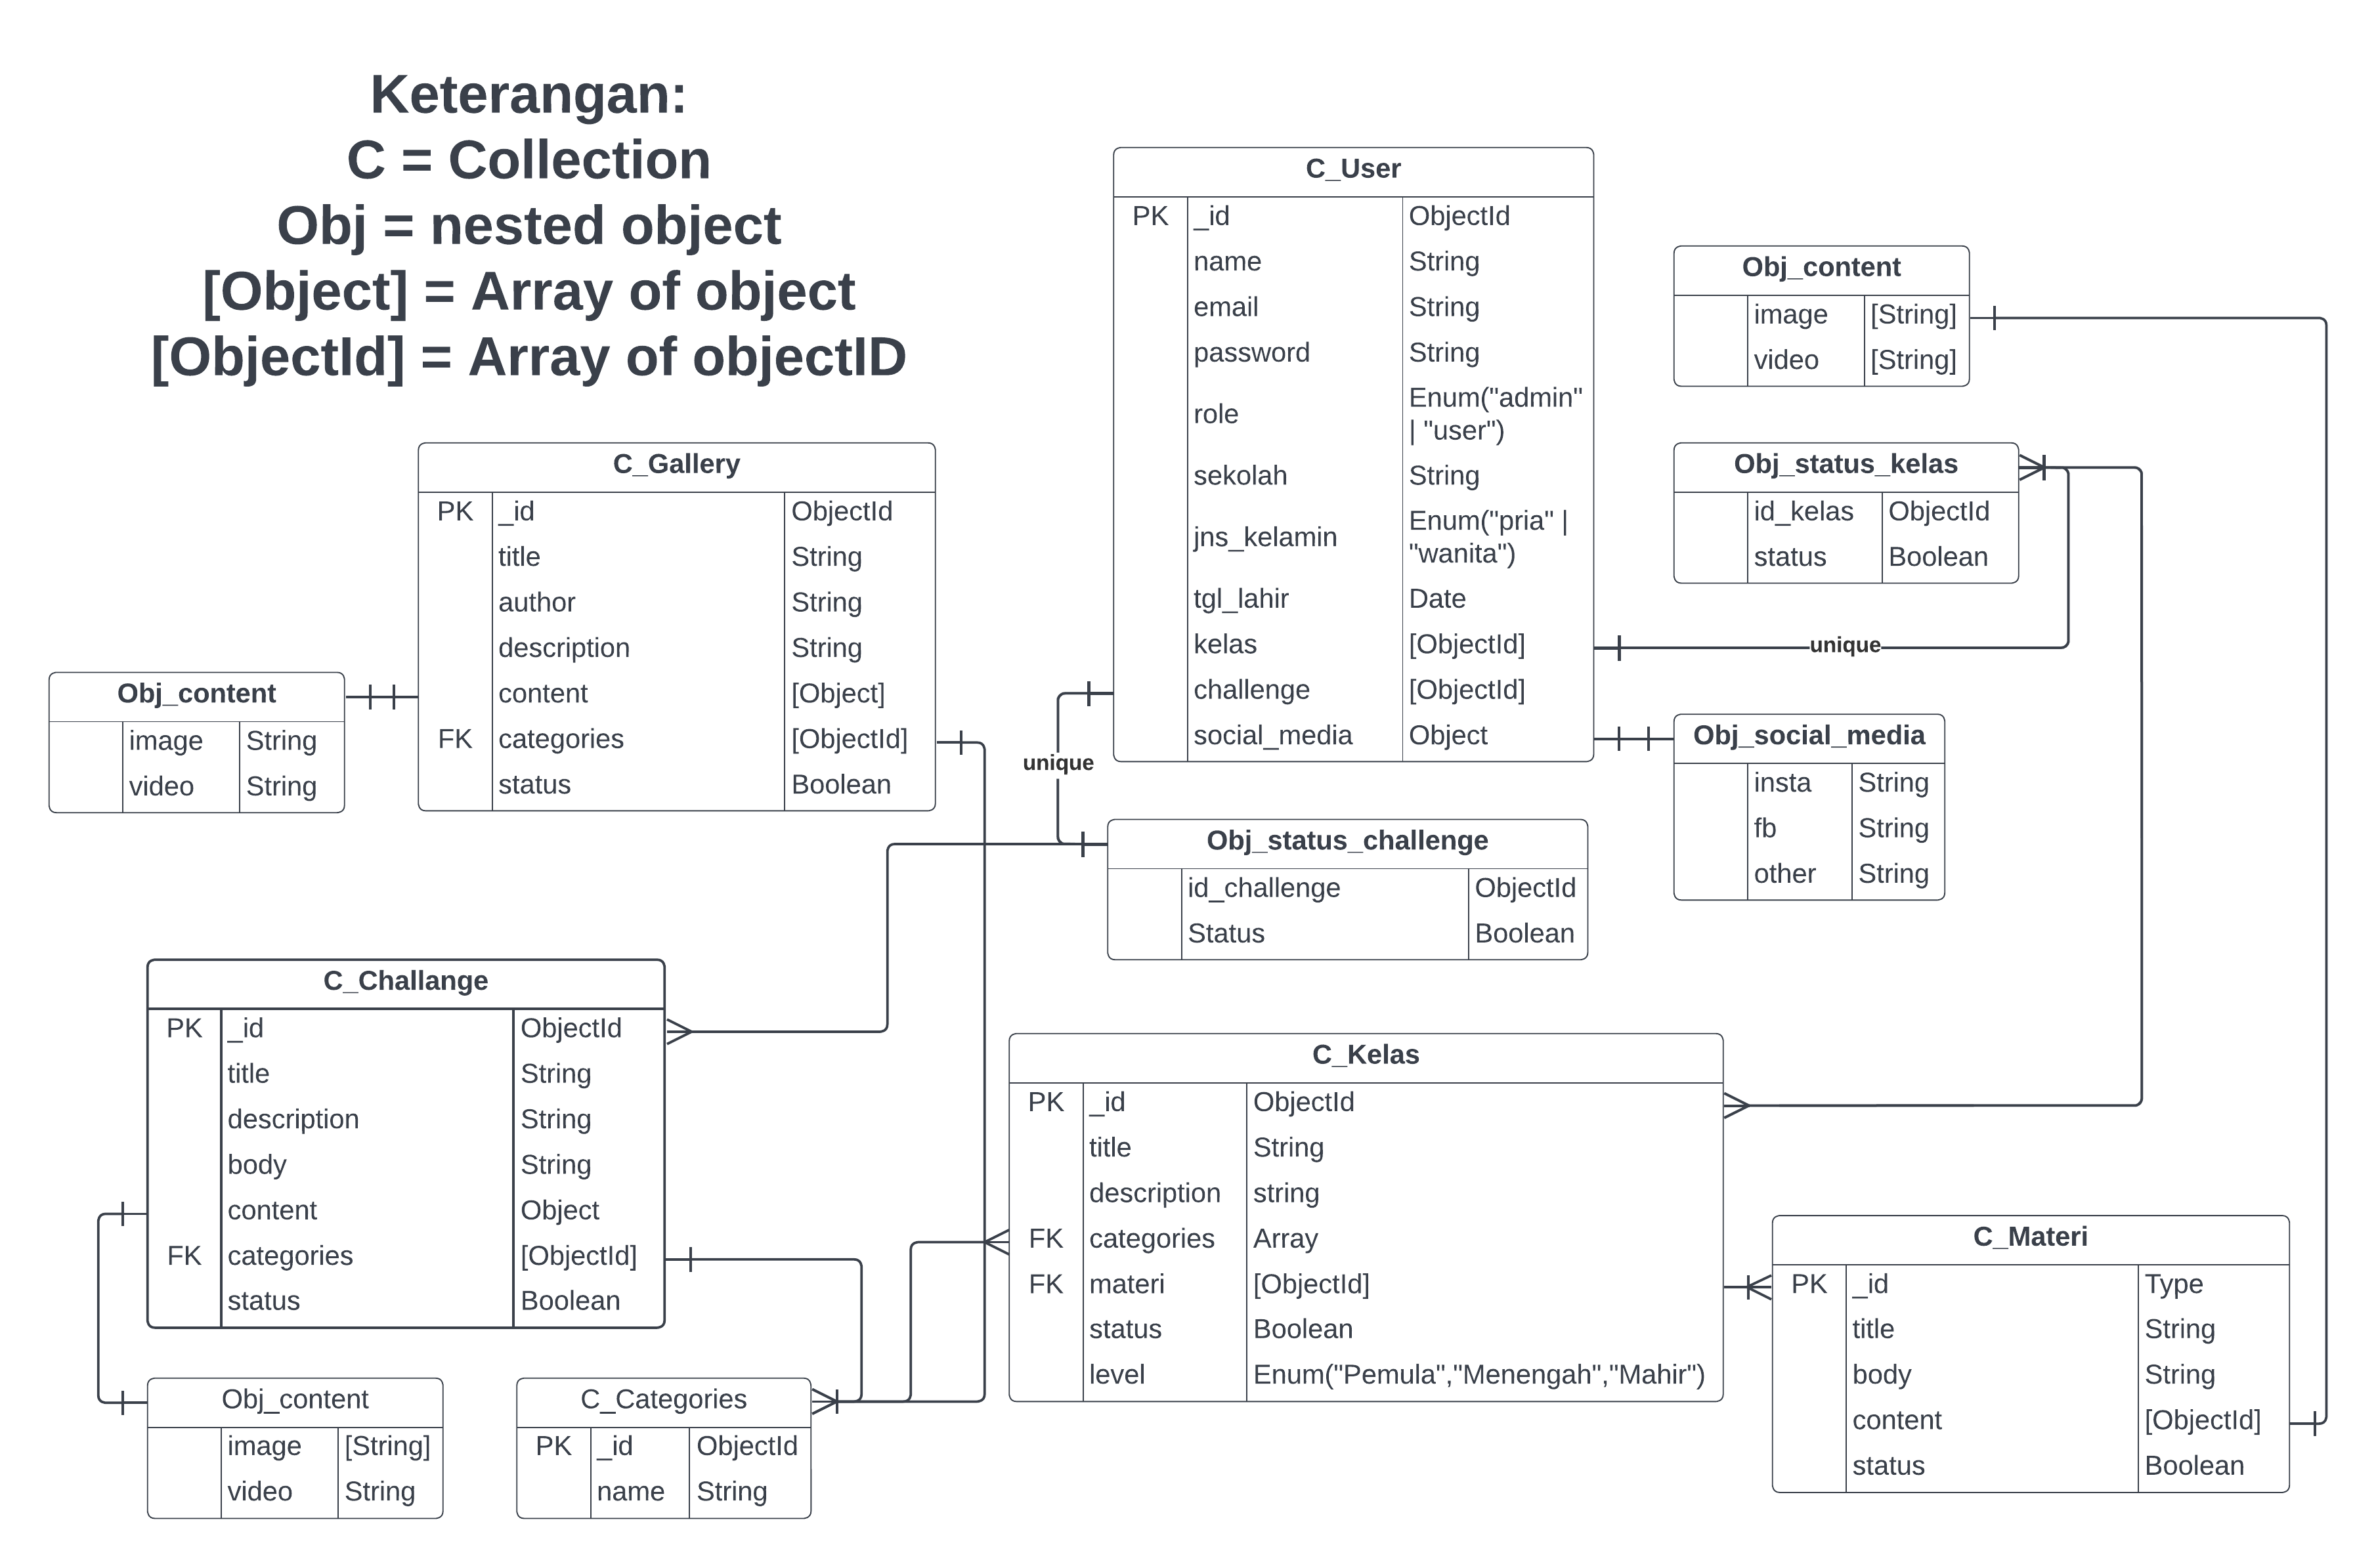 Keterangan:
C = Collection
Obj = nested object
[Object] = Array of object
[ObjectId] = Array of objectID
C_User
PK _id ObjectId
name String
email String
password String
role Enum("admin"
| "user")
sekolah String
jns_kelamin Enum("pria" |
"wanita")
tgl_lahir Date
kelas [ObjectId]
challenge [ObjectId]
social_media Object
Obj_content
image [String]
video [String]
Obj_status_kelas
id_kelas ObjectId
status Boolean
unique
C_Gallery
PK _id ObjectId
title String
author String
description String
content [Object]
FK categories [ObjectId]
status Boolean
Obj_content
image String
video String
unique
Obj_social_media
insta String
fb String
other String
Obj_status_challenge
id_challenge ObjectId
Status Boolean
C_Challange
PK _id ObjectId
title String
description String
body String
content Object
FK categories [ObjectId]
status Boolean
C_Kelas
PK _id ObjectId
title String
description string
FK categories Array
FK materi [ObjectId]
status Boolean
level Enum("Pemula","Menengah","Mahir")
C_Materi
PK _id Type
title String
body String
content [ObjectId]
status Boolean
Obj_content
image [String]
video String
C_Categories
PK _id ObjectId
name String